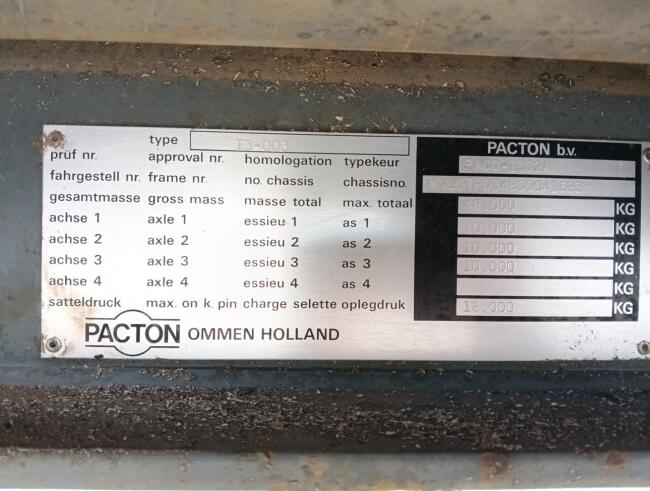 type T3-003
PACTON b.v.
prüf nr. approval nr. homologation typekeur
fahrgestell nr. frame nr. no. chassis chassisno.
gesamtmasse gross mass masse total max. totaal 48.000 KG
achse 1 axle 1 essieu 1 as 1 10.000 KG
achse 2 axle 2 essieu 2 as 2 10.000 KG
achse 3 axle 3 essieu 3 as 3 10.000 KG
achse 4 axle 4 essieu 4 as 4 KG
satteldruck max. on k. pin charge selette oplegdruk 18.000 KG
PACTON OMMEN HOLLAND